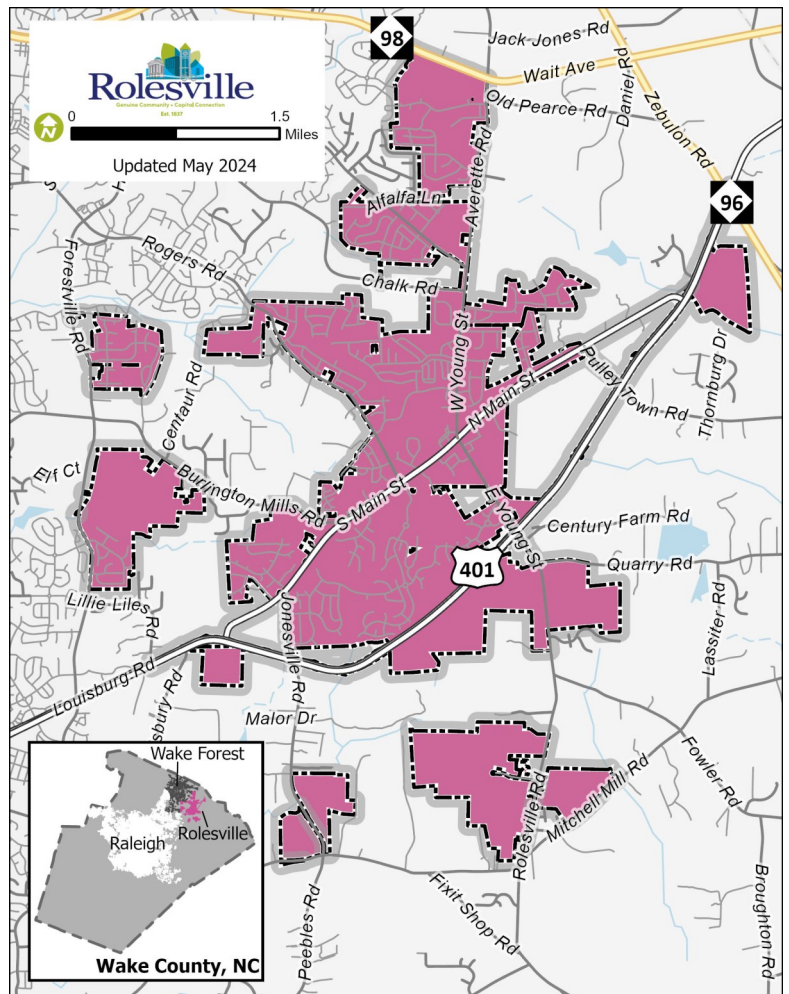 98
Jack Jones Rd
Wait Ave
Rolesville
Genuine Community • Capital Connection
Est. 1837
N
0
1.5
Miles
Updated May 2024
Old Pearce Rd
Daniel Rd
Zebulon Rd
96
Averette Rd
Alfalfa Ln
Rogers Rd
Forestville Rd
Chalk Rd
W Young St
N Main St
Pulley Town Rd
Thornburg Dr
Centaur Rd
Elf Ct
Burlington Mills Rd
S Main St
E Young St
Century Farm Rd
401
Quarry Rd
Lillie Liles Rd
Jonesville Rd
Lassiter Rd
Louisburg Rd
sbury Rd
Malor Dr
Fowler Rd
Mitchell Mill Rd
Rolesville Rd
Peebles Rd
Fixit Shop Rd
Broughton Rd
Wake Forest
Raleigh
Rolesville
Wake County, NC